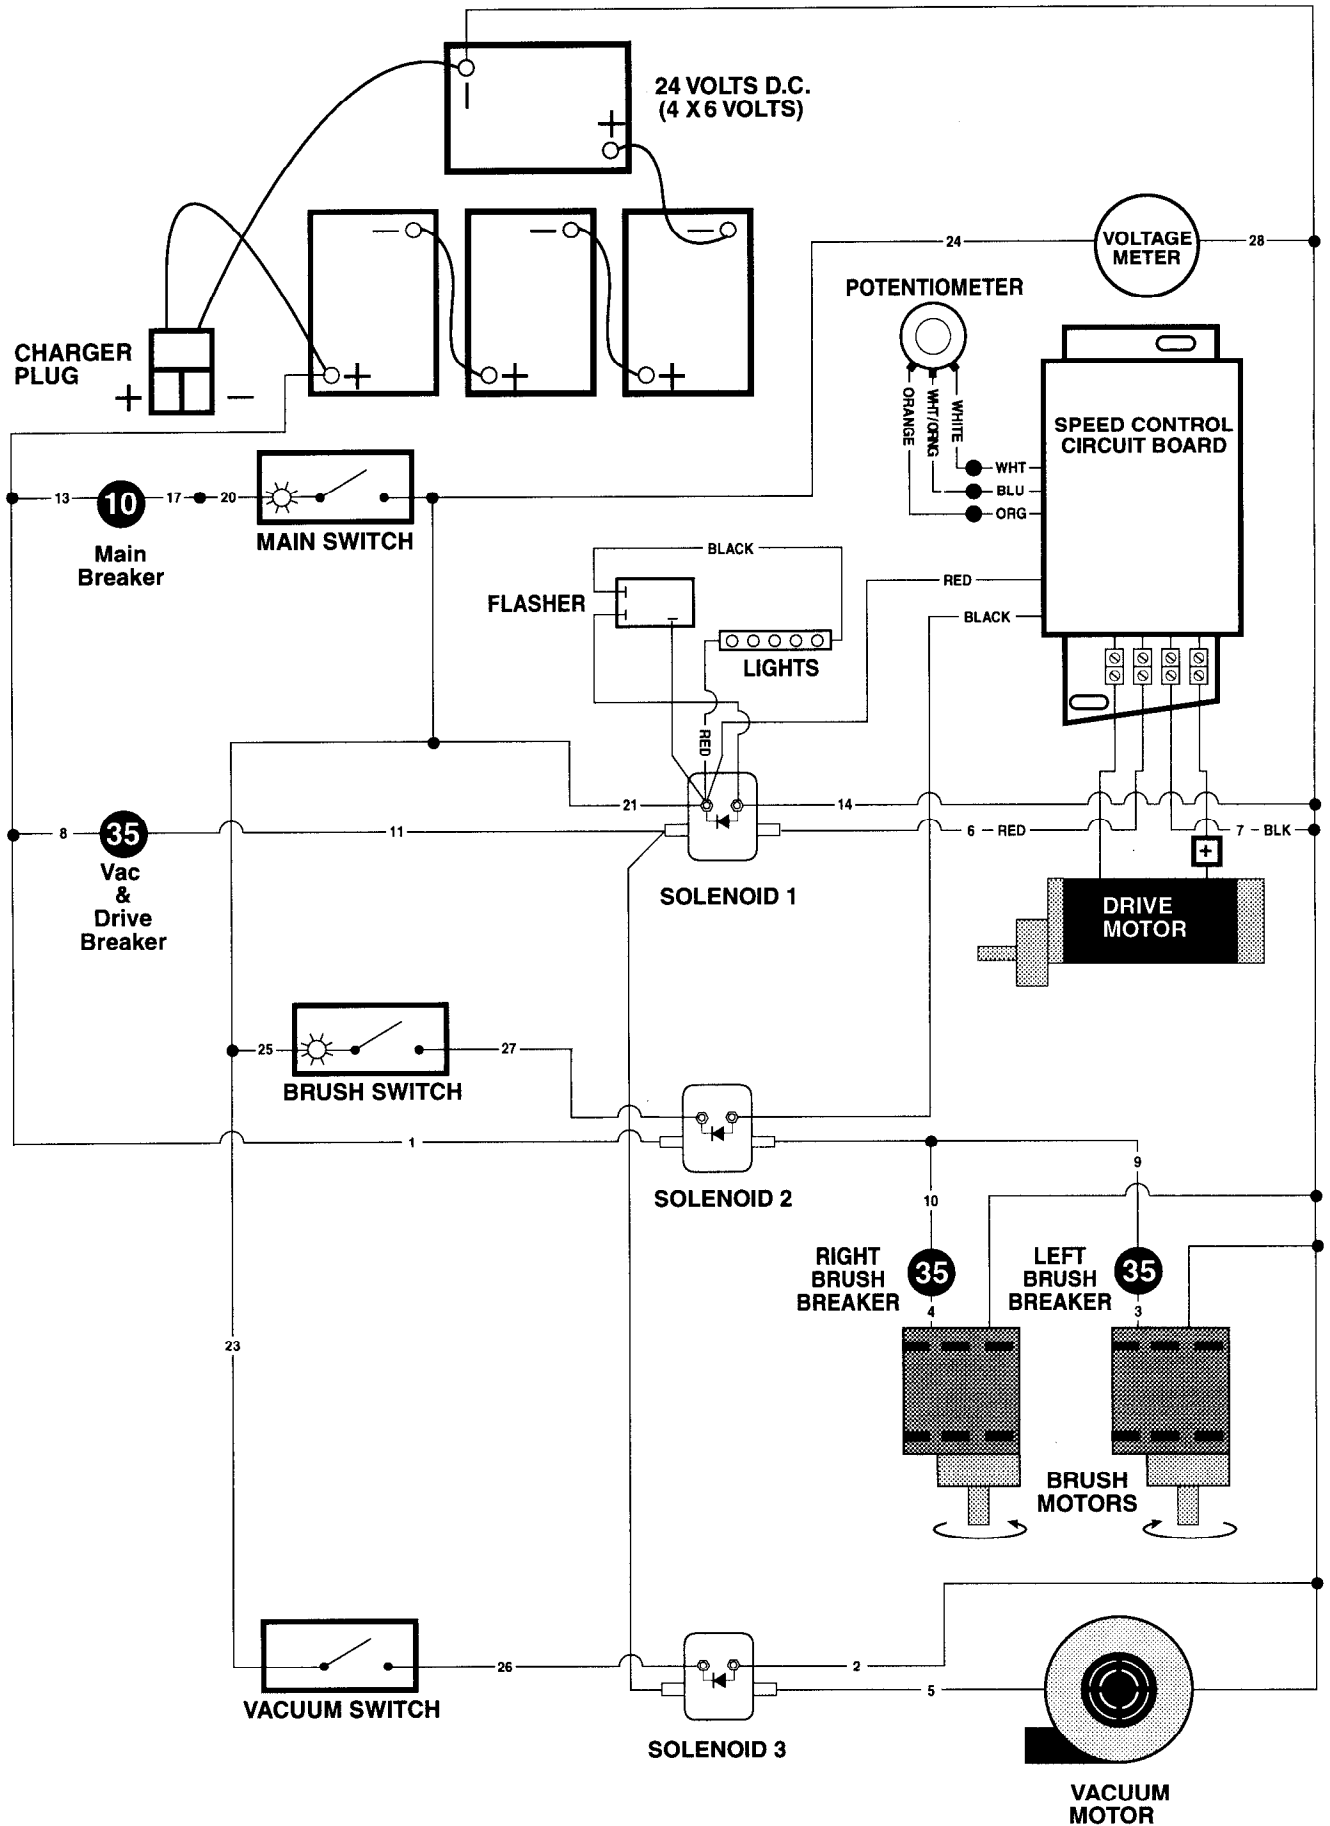 24 VOLTS D.C.
(4 X 6 VOLTS)
—
+
—
—
—
24
VOLTAGE
METER
28
POTENTIOMETER
CHARGER
PLUG
+
—
+
+
+
ORANGE
WHT/ORNG
WHITE
SPEED CONTROL
CIRCUIT BOARD
WHT
BLU
ORG
13
10
17
20
MAIN SWITCH
Main
Breaker
BLACK
RED
FLASHER
BLACK
LIGHTS
RED
21
14
8
35
11
6
RED
7
BLK
+
Vac
&
Drive
Breaker
SOLENOID 1
DRIVE
MOTOR
25
27
BRUSH SWITCH
1
9
SOLENOID 2
10
RIGHT
BRUSH
BREAKER
35
LEFT
BRUSH
BREAKER
35
4
3
23
BRUSH
MOTORS
26
2
VACUUM SWITCH
5
SOLENOID 3
VACUUM
MOTOR